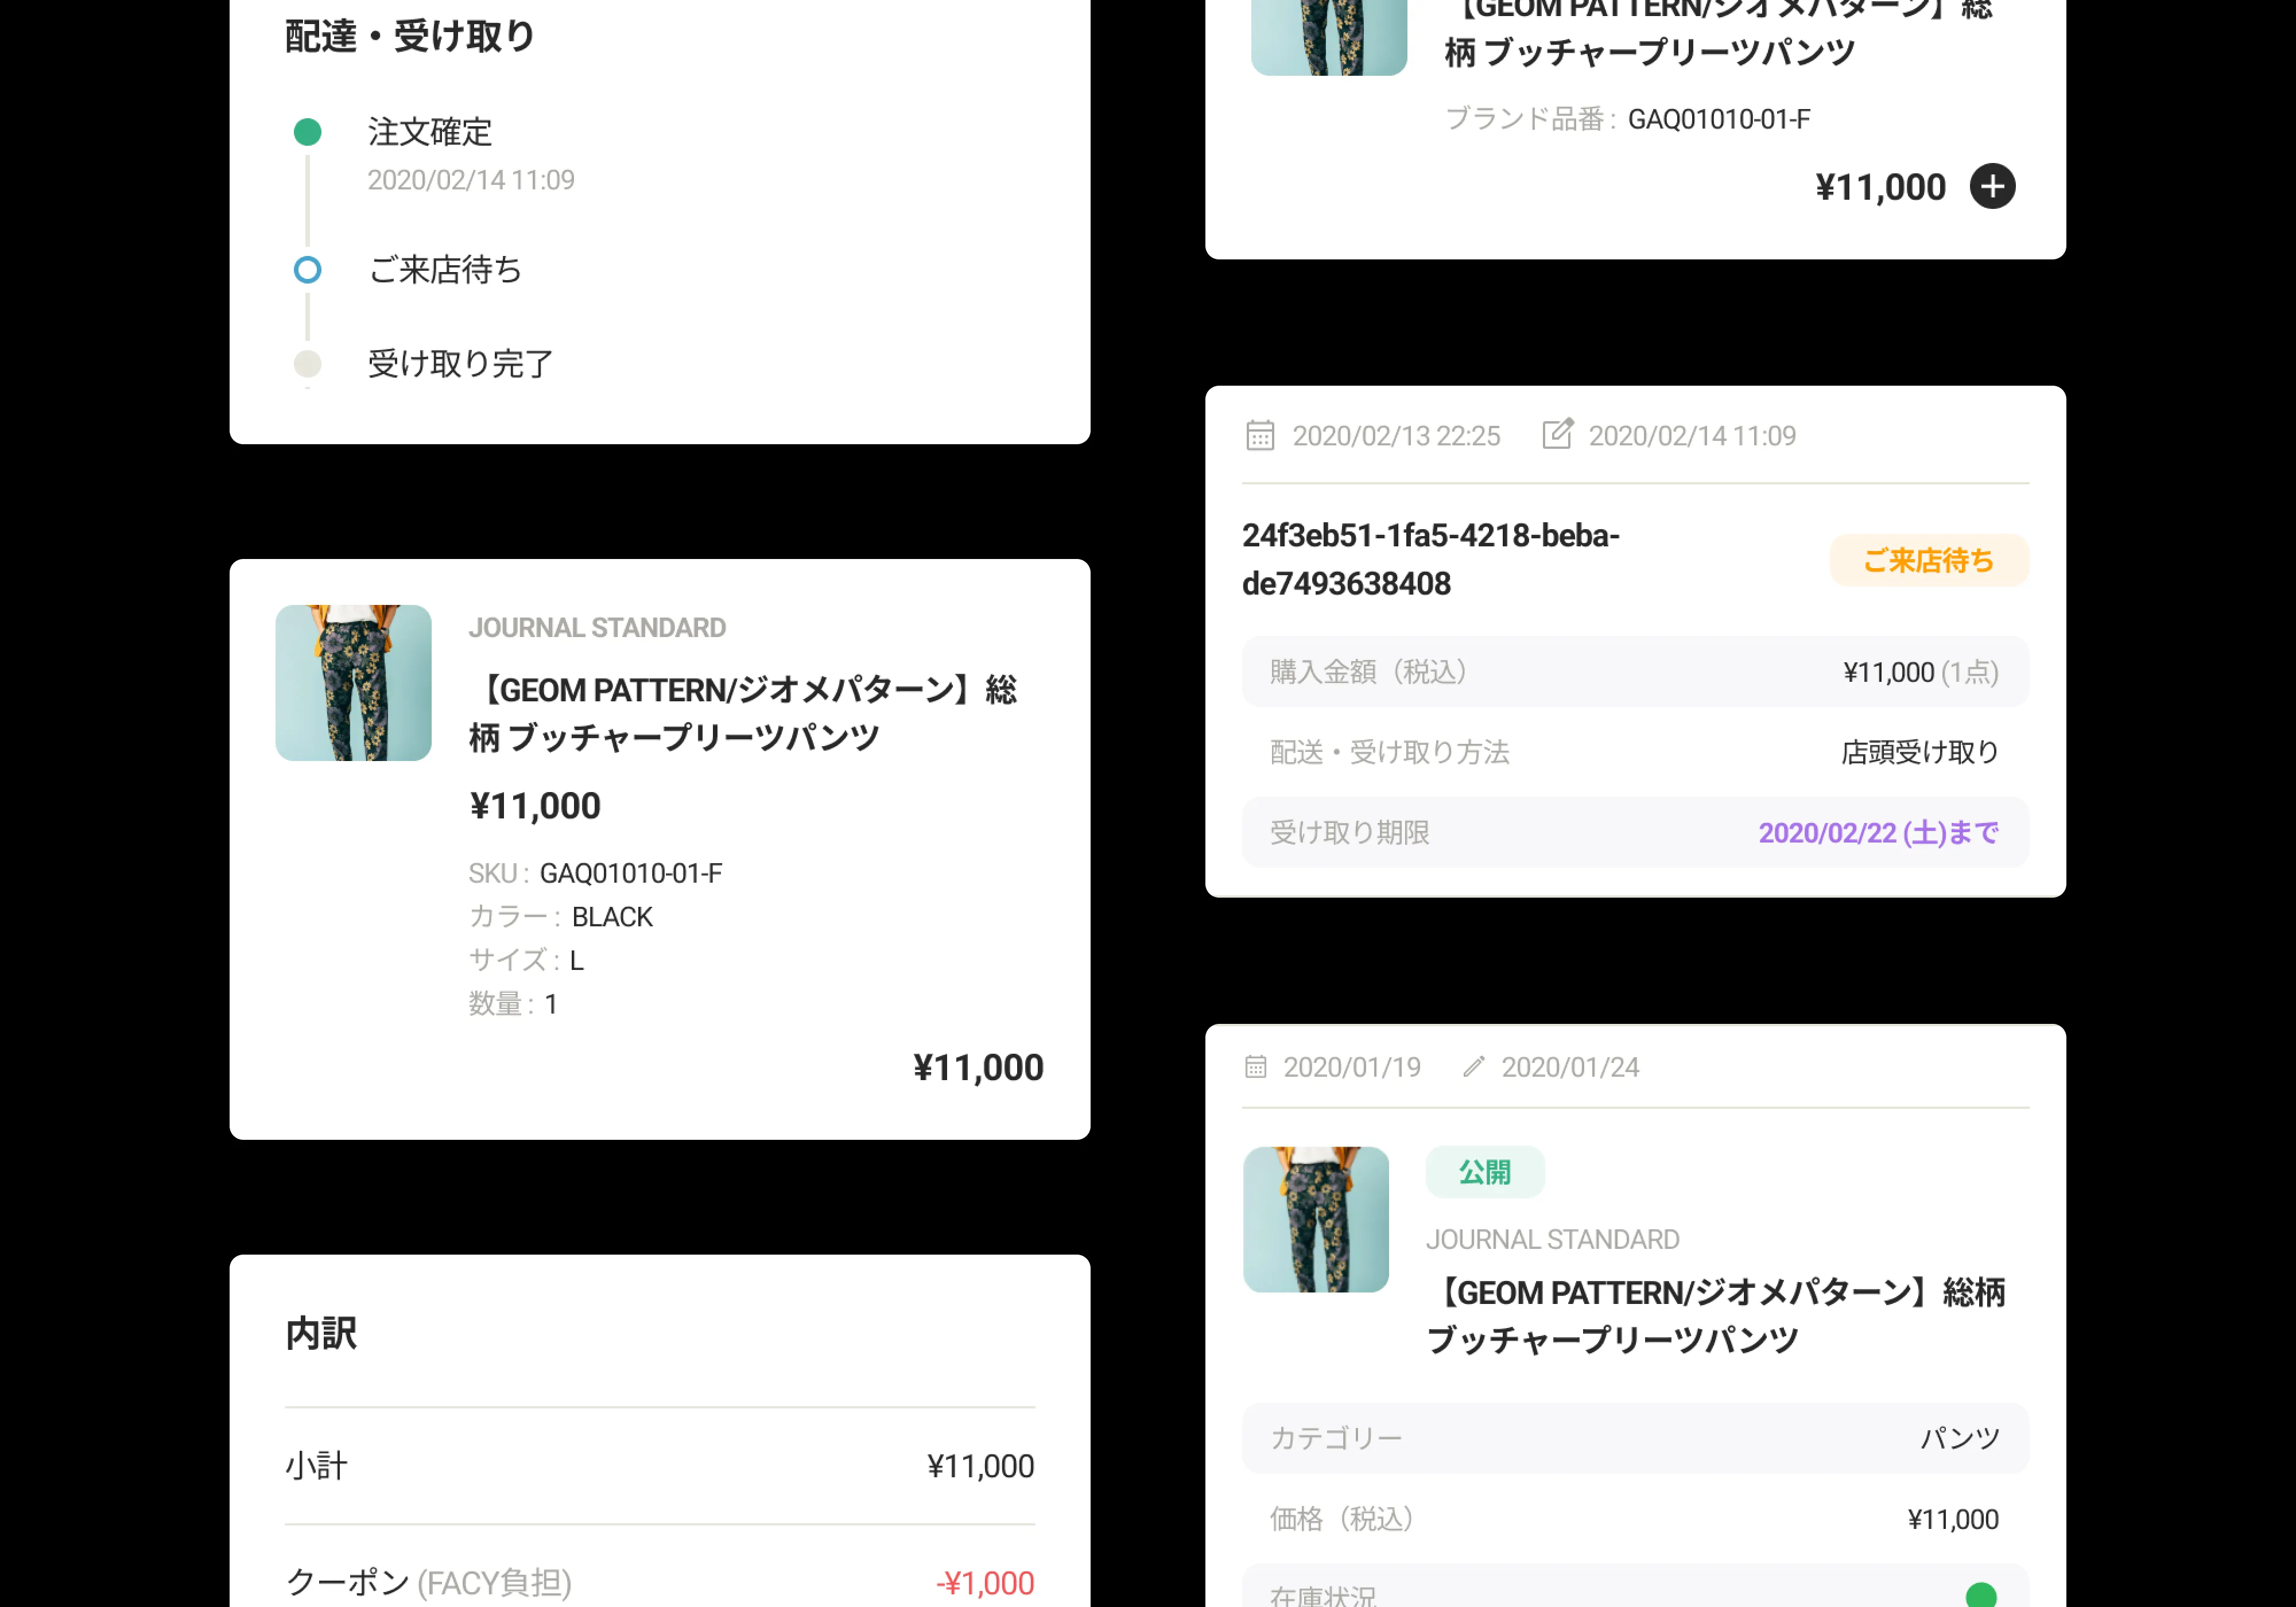 配達・受け取り
注文確定
2020/02/14 11:09
ご来店待ち
受け取り完了
JOURNAL STANDARD
【GEOM PATTERN/ジオメパターン】総
柄 ブッチャープリーツパンツ
¥11,000
SKU : GAQ01010-01-F
カラー : BLACK
サイズ : L
数量 : 1
¥11,000
内訳
小計 ¥11,000
クーポン (FACY負担) -¥1,000
【GEOM PATTERN/ジオメパターン】総
柄 ブッチャープリーツパンツ
ブランド品番 : GAQ01010-01-F
¥11,000
2020/02/13 22:25 2020/02/14 11:09
24f3eb51-1fa5-4218-beba-
de7493638408
ご来店待ち
購入金額（税込） ¥11,000 (1点)
配送・受け取り方法 店頭受け取り
受け取り期限 2020/02/22 (土)まで
2020/01/19 2020/01/24
公開
JOURNAL STANDARD
【GEOM PATTERN/ジオメパターン】総柄
ブッチャープリーツパンツ
カテゴリー パンツ
価格（税込） ¥11,000
在庫状況